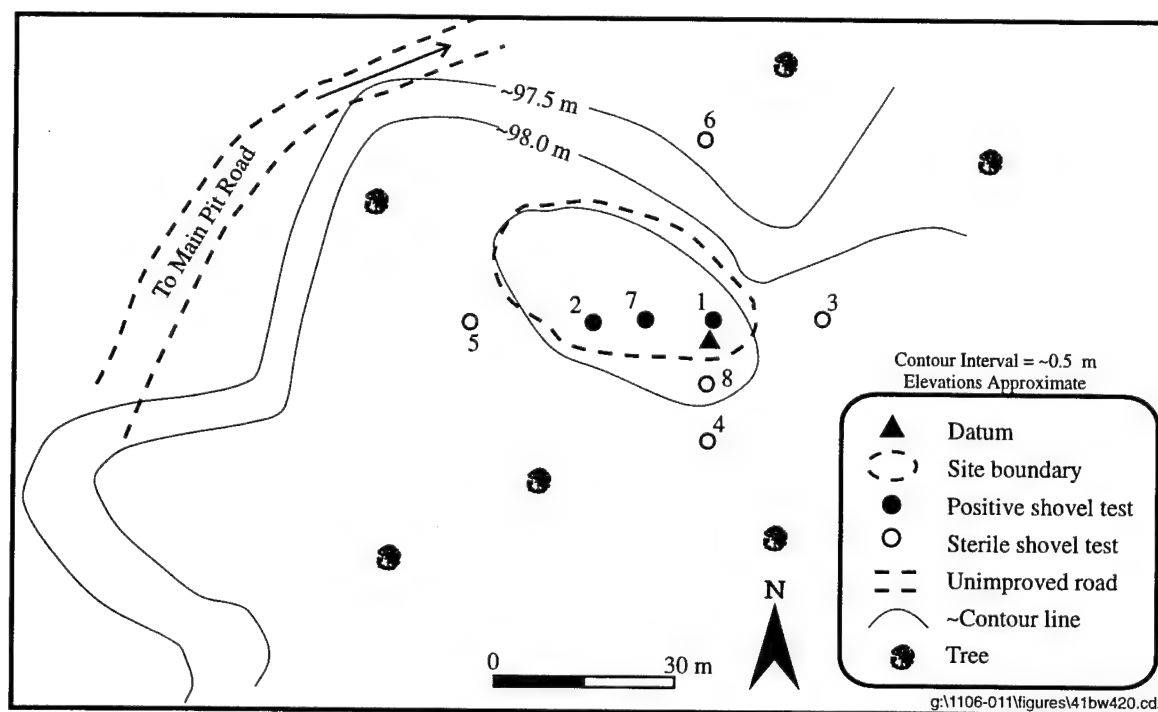 ~97.5 m
~98.0 m
6
To Main Pit Road
2
7
1
3
5
8
4
Contour Interval = ~0.5 m
Elevations Approximate
Datum
Site boundary
Positive shovel test
Sterile shovel test
Unimproved road
~Contour line
Tree
N
0
30 m
g:\1106-011\figures\41bw420.cd